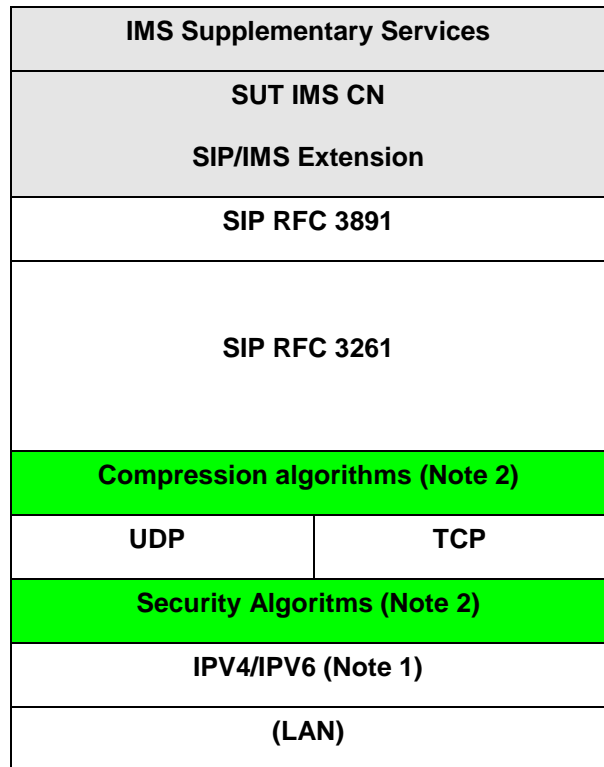 IMS Supplementary Services
SUT IMS CN
SIP/IMS Extension
SIP RFC 3891
SIP RFC 3261
Compression algorithms (Note 2)
UDP TCP
Security Algoritms (Note 2)
IPV4/IPV6 (Note 1)
(LAN)